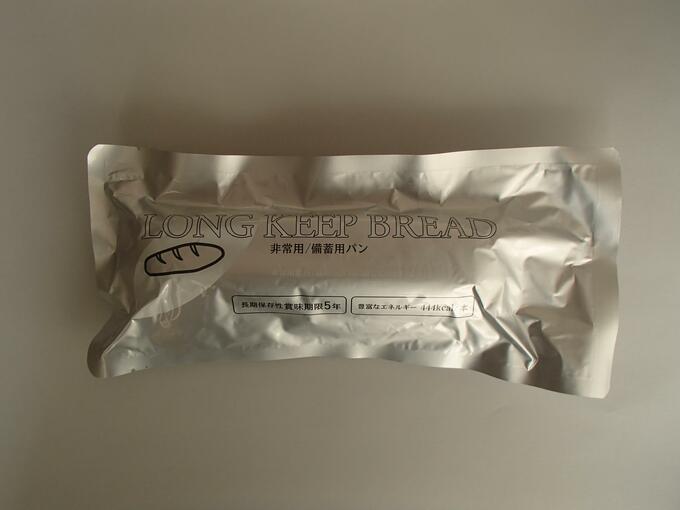 LONG KEEP BREAD
非常用/備蓄用パン
長期保存性賞味期限5年
豊富なエネルギー 444kcal/本